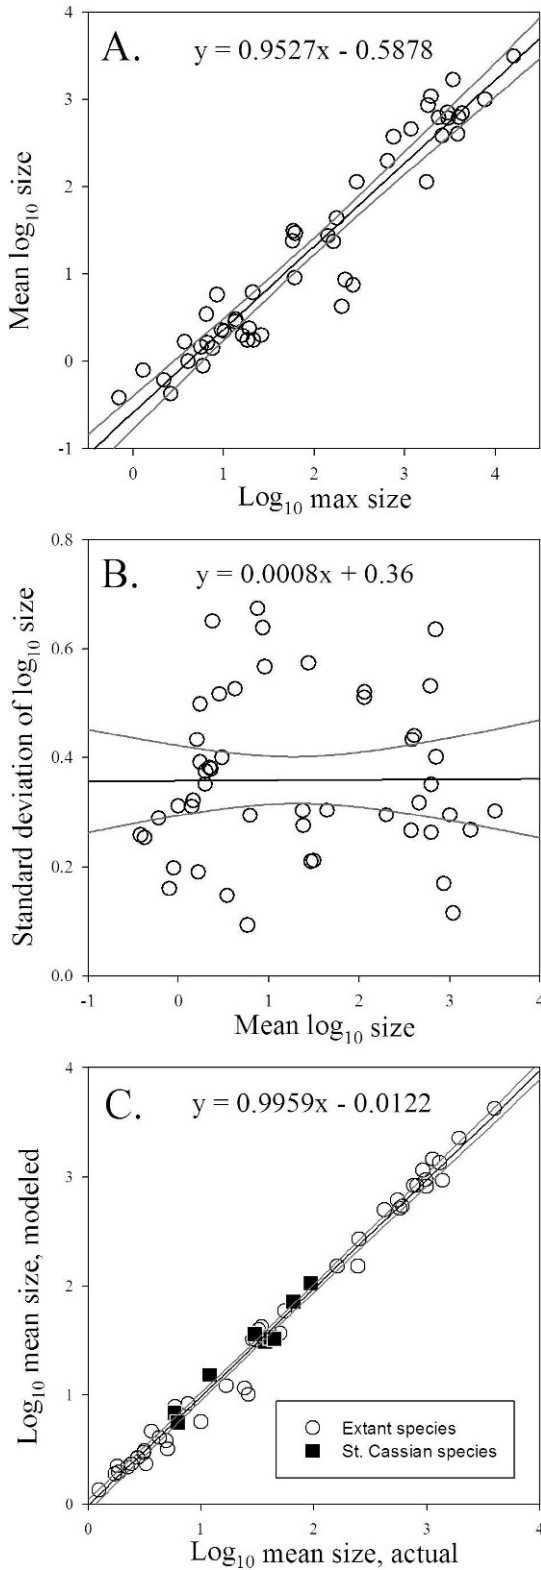 A.
y = 0.9527x - 0.5878
4
3
2
1
0
-1
Mean log10 size
0 1 2 3 4
Log10 max size
B.
y = 0.0008x + 0.36
0.8
0.6
0.4
0.2
0.0
Standard deviation of log10 size
-1 0 1 2 3 4
Mean log10 size
C.
y = 0.9959x - 0.0122
4
3
2
1
0
Log10 mean size, modeled
Extant species
St. Cassian species
0 1 2 3 4
Log10 mean size, actual